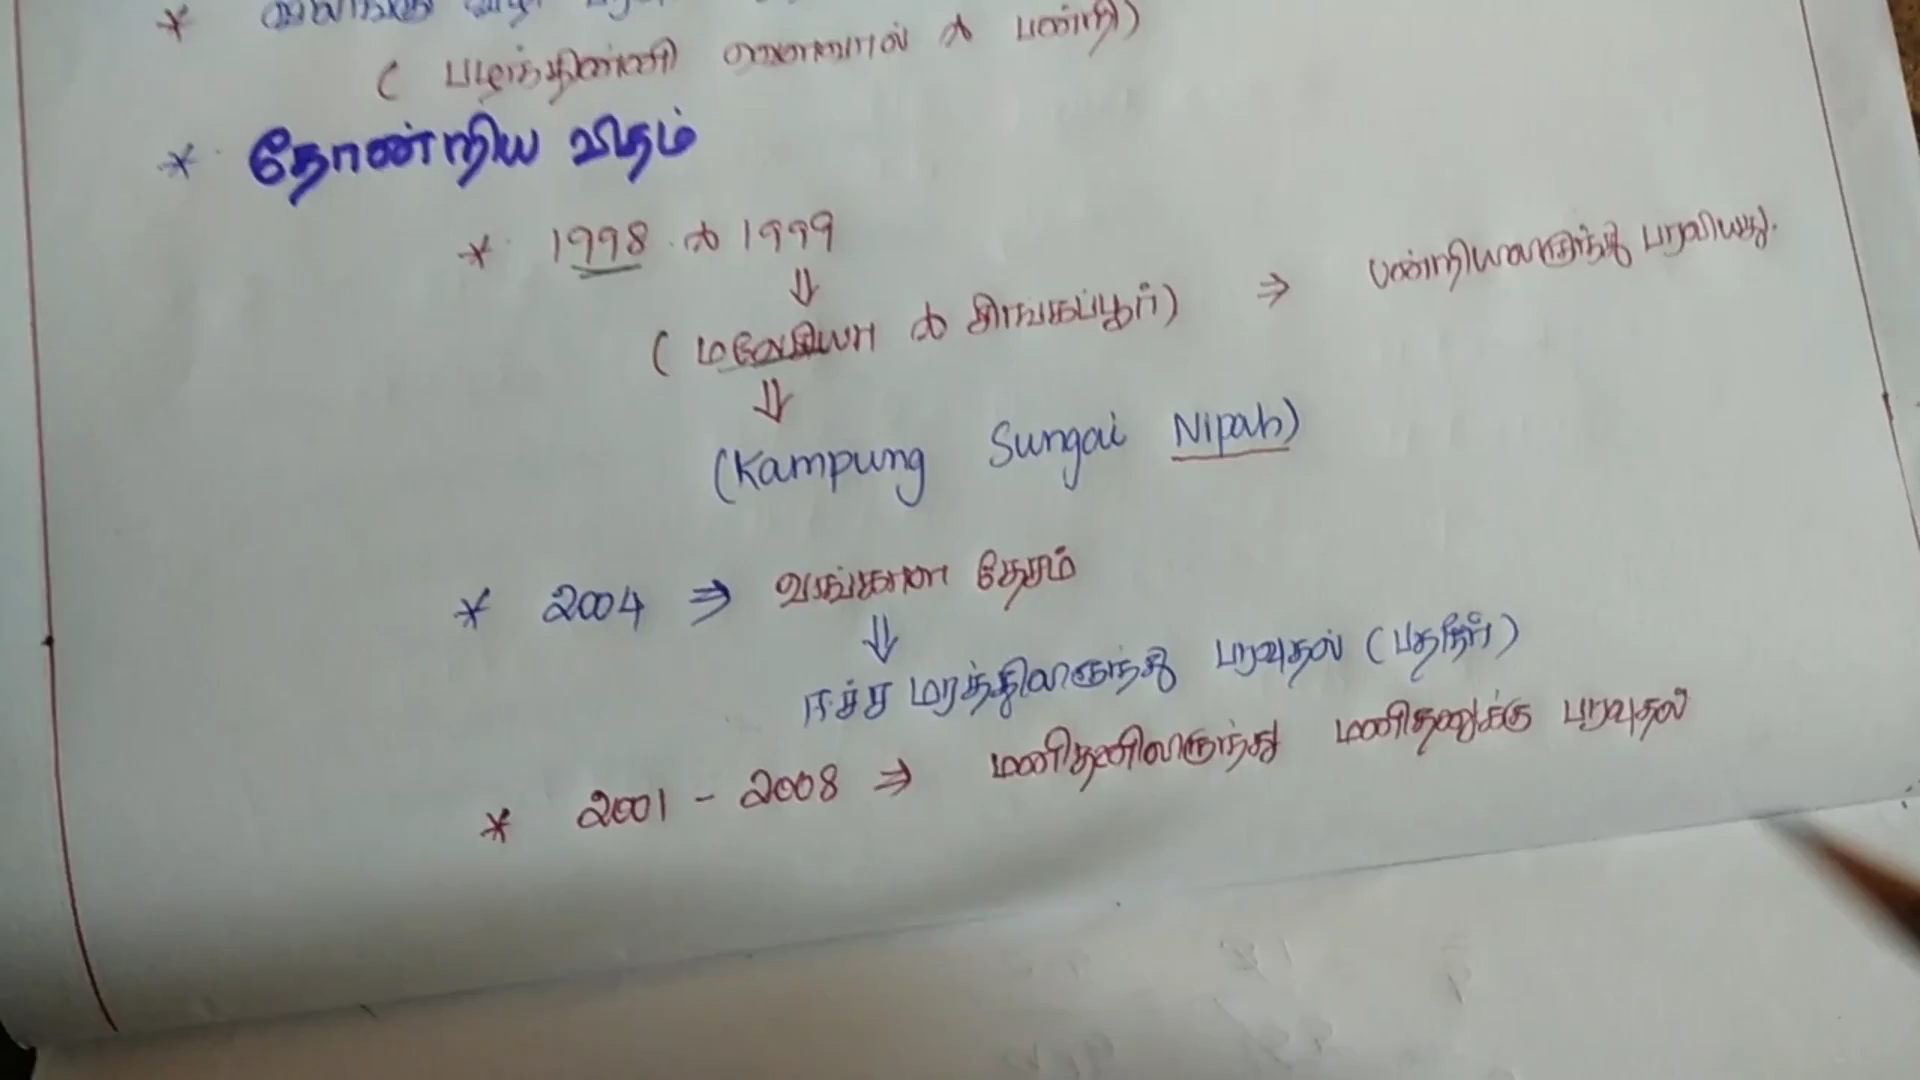 *
( பழந்தின்னி வௌவால் & பன்றி)
* தோன்றிய விதம்
* 1998 & 1999
⇓
( மலேசியா & சிங்கப்பூர்) ⇒ பன்றியிலிருந்து பரவியது.
⇓
(Kampung Sungai Nipah)
* 2004 ⇒ வங்காள தேசம்
⇓
ஈச்ச மரத்திலிருந்து பரவுதல் (பதநீர்)
* 2001 - 2008 ⇒ மனிதனிலிருந்து மனிதனுக்கு பரவுதல்